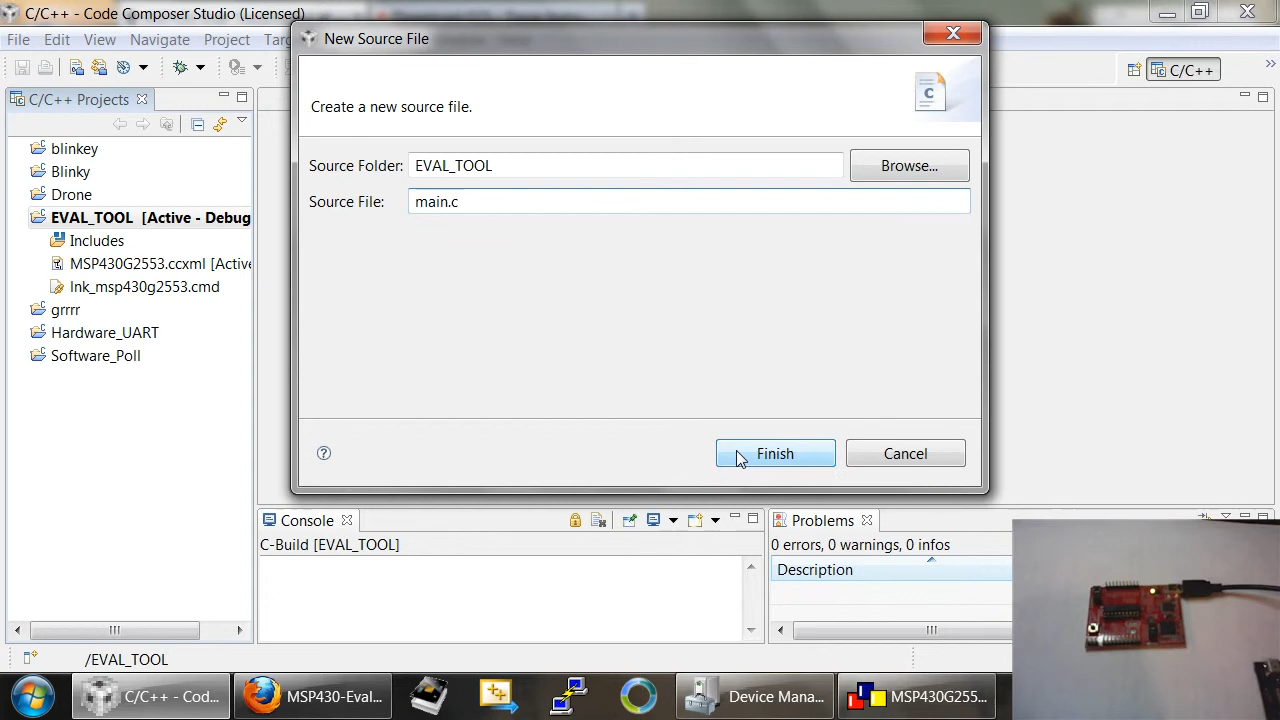 C/C++ - Code Composer Studio (Licensed)
New Source File
File Edit View Navigate Project
C/C++
C/C++ Projects
Create a new source file.
Source Folder: EVAL_TOOL Browse...
Source File: main.c
blinkey
Blinky
Drone
EVAL_TOOL [Active - Debug
Includes
MSP430G2553.ccxml [Active
lnk_msp430g2553.cmd
grrrr
Hardware_UART
Software_Poll
Finish Cancel
Console
Problems
C-Build [EVAL_TOOL]
0 errors, 0 warnings, 0 infos
Description
/EVAL_TOOL
C/C++ - Cod...
MSP430-Eval...
Device Mana...
MSP430G255...